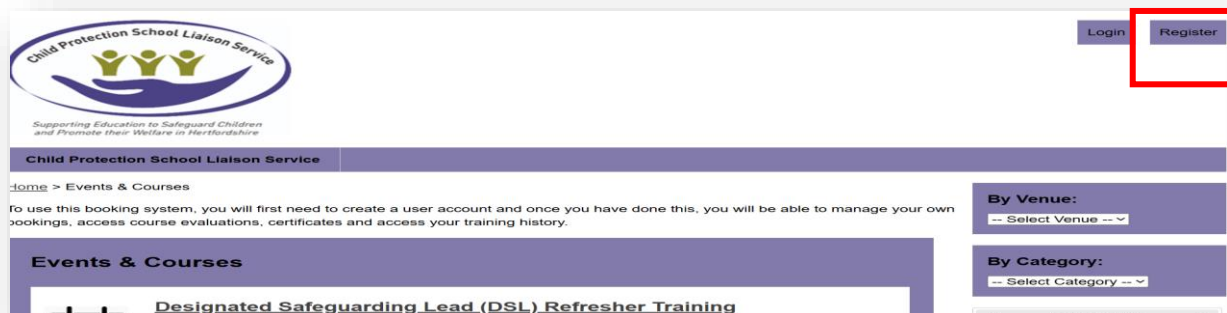 Child Protection School Liaison Service
Supporting Education to Safeguard Children
and Promote their Welfare in Hertfordshire
Login
Register
Child Protection School Liaison Service
Home > Events & Courses
To use this booking system, you will first need to create a user account and once you have done this, you will be able to manage your own
bookings, access course evaluations, certificates and access your training history.
By Venue:
-- Select Venue --
Events & Courses
By Category:
-- Select Category --
Designated Safeguarding Lead (DSL) Refresher Training